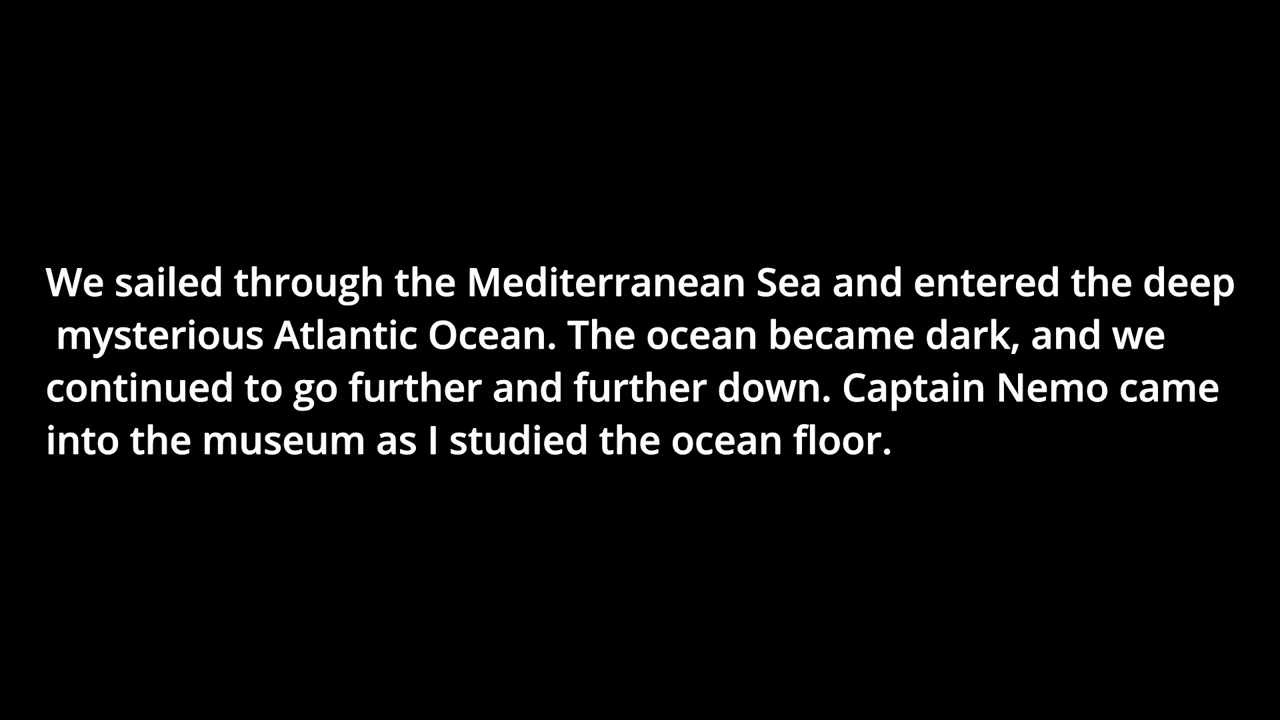 We sailed through the Mediterranean Sea and entered the deep
mysterious Atlantic Ocean. The ocean became dark, and we
continued to go further and further down. Captain Nemo came
into the museum as I studied the ocean floor.